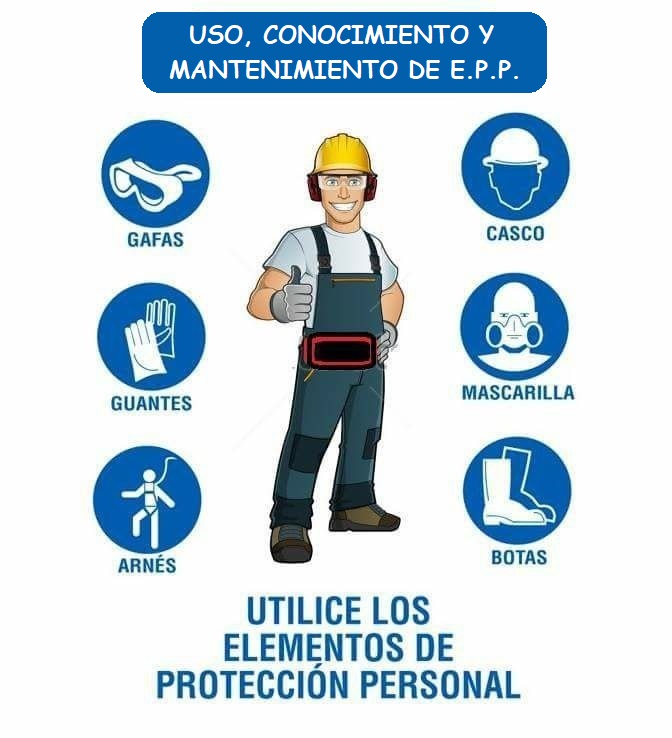 USO, CONOCIMIENTO Y
MANTENIMIENTO DE E.P.P.
GAFAS
CASCO
GUANTES
MASCARILLA
ARNÉS
BOTAS
UTILICE LOS
ELEMENTOS DE
PROTECCIÓN PERSONAL